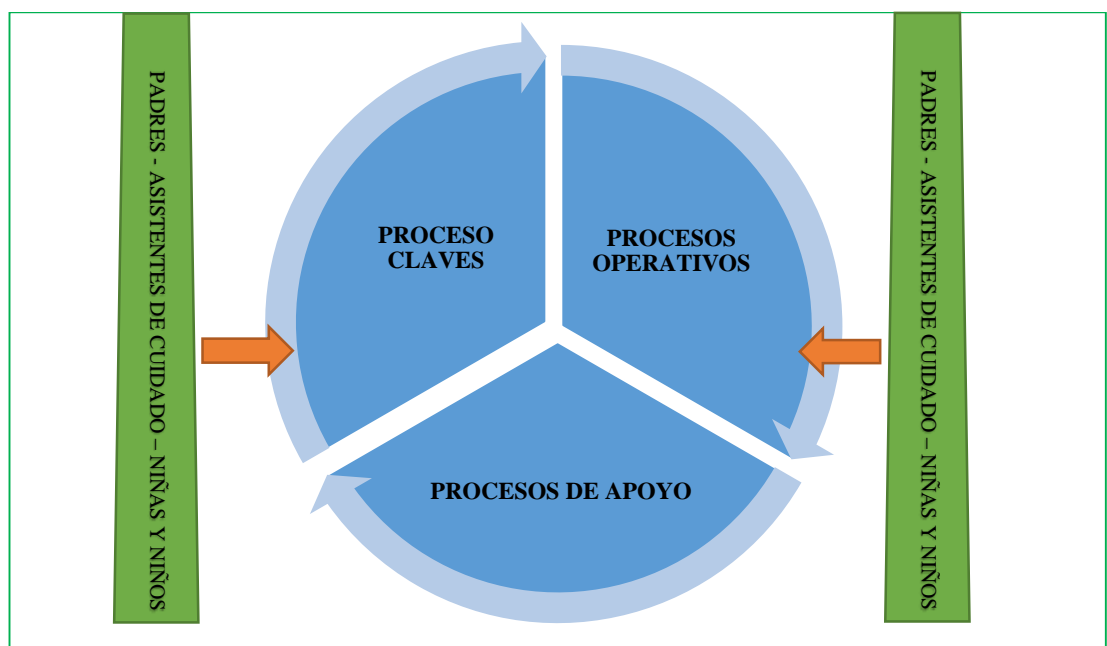 PADRES - ASISTENTES DE CUIDADO – NIÑAS Y NIÑOS
PROCESO
CLAVES
PROCESOS
OPERATIVOS
PROCESOS DE APOYO
PADRES - ASISTENTES DE CUIDADO – NIÑAS Y NIÑOS